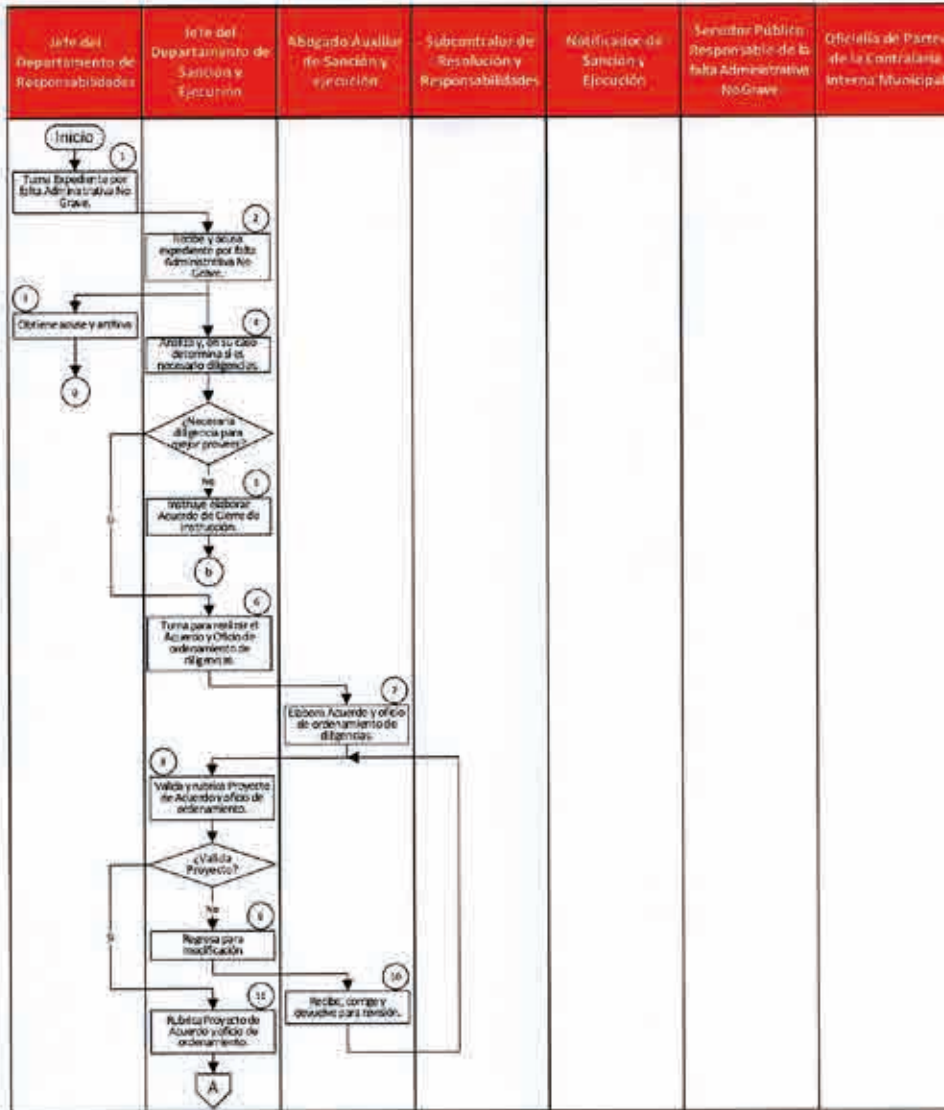 Jefe del
Departamento de
Responsabilidades
Jefe del
Departamento de
Sanción y
Ejecución
Abogado Auxiliar
de Sanción y
ejecución
Subcontralor de
Resolución y
Responsabilidades
Notificador de
Sanción y
Ejecución
Servidor Público
Responsable de la
falta Administrativa
No Grave
Oficialía de Partes
de la Contraloría
Interna Municipal
Inicio
1
Turna Expediente por
falta Administrativa No
Grave.
2
Recibe y acusa
expediente por falta
Administrativa No
Grave.
3
Obtiene acuse y archiva
4
Analiza y, en su caso
determina si es
necesario diligencias.
¿Necesaria
diligencia para
mejor proveer?
No
5
Instruye elaborar
Acuerdo de Cierre de
Instrucción.
b
6
Turna para realizar el
Acuerdo y Oficio de
ordenamiento de
diligencias.
7
Elabora Acuerdo y oficio
de ordenamiento de
diligencias.
8
Valida y rubrica Proyecto
de Acuerdo y oficio de
ordenamiento.
¿Valida
Proyecto?
No
9
Regresa para
modificación
10
Recibe, corrige y
devuelve para revisión.
11
Rubrica Proyecto de
Acuerdo y oficio de
ordenamiento.
A